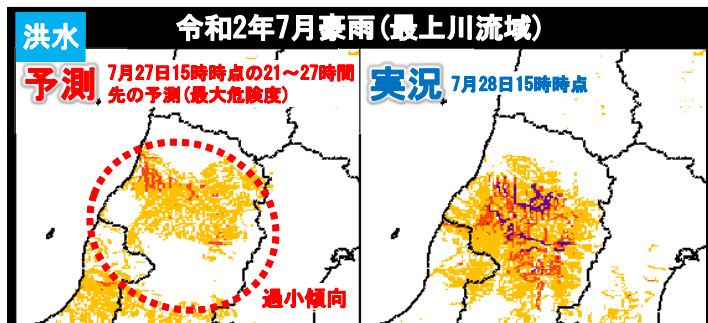 洪水
令和2年7月豪雨(最上川流域)
予測
7月27日15時時点の21～27時間
先の予測(最大危険度)
実況
7月28日15時時点
過小傾向